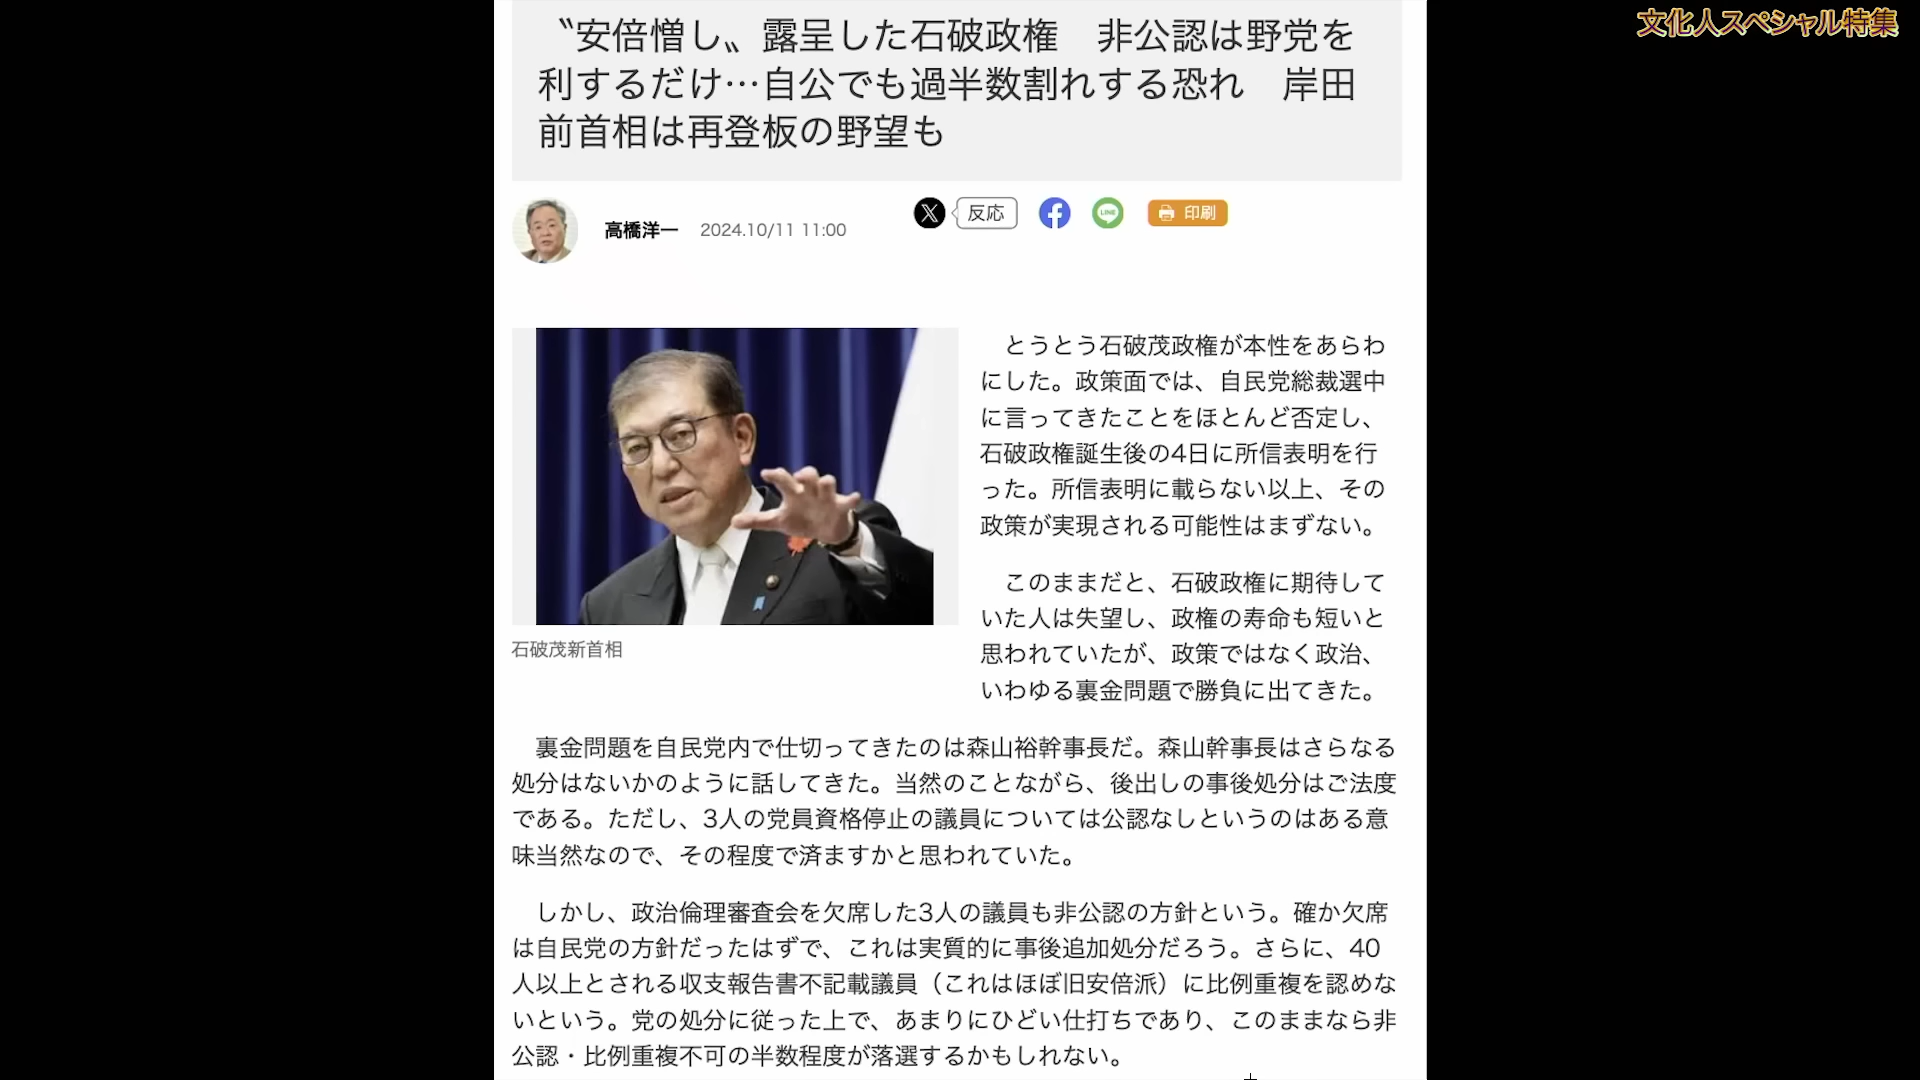 文化人スペシャル特集
〝安倍憎し〟露呈した石破政権　非公認は野党を
利するだけ…自公でも過半数割れする恐れ　岸田
前首相は再登板の野望も
高橋洋一 2024.10/11 11:00
X 反応 f LINE 印刷
とうとう石破茂政権が本性をあらわ
にした。政策面では、自民党総裁選中
に言ってきたことをほとんど否定し、
石破政権誕生後の4日に所信表明を行
った。所信表明に載らない以上、その
政策が実現される可能性はまずない。
このままだと、石破政権に期待して
いた人は失望し、政権の寿命も短いと
思われていたが、政策ではなく政治、
いわゆる裏金問題で勝負に出てきた。
石破茂新首相
裏金問題を自民党内で仕切ってきたのは森山裕幹事長だ。森山幹事長はさらなる
処分はないかのように話してきた。当然のことながら、後出しの事後処分はご法度
である。ただし、3人の党員資格停止の議員については公認なしというのはある意
味当然なので、その程度で済ますかと思われていた。
しかし、政治倫理審査会を欠席した3人の議員も非公認の方針という。確か欠席
は自民党の方針だったはずで、これは実質的に事後追加処分だろう。さらに、40
人以上とされる収支報告書不記載議員（これはほぼ旧安倍派）に比例重複を認めな
いという。党の処分に従った上で、あまりにひどい仕打ちであり、このままなら非
公認・比例重複不可の半数程度が落選するかもしれない。